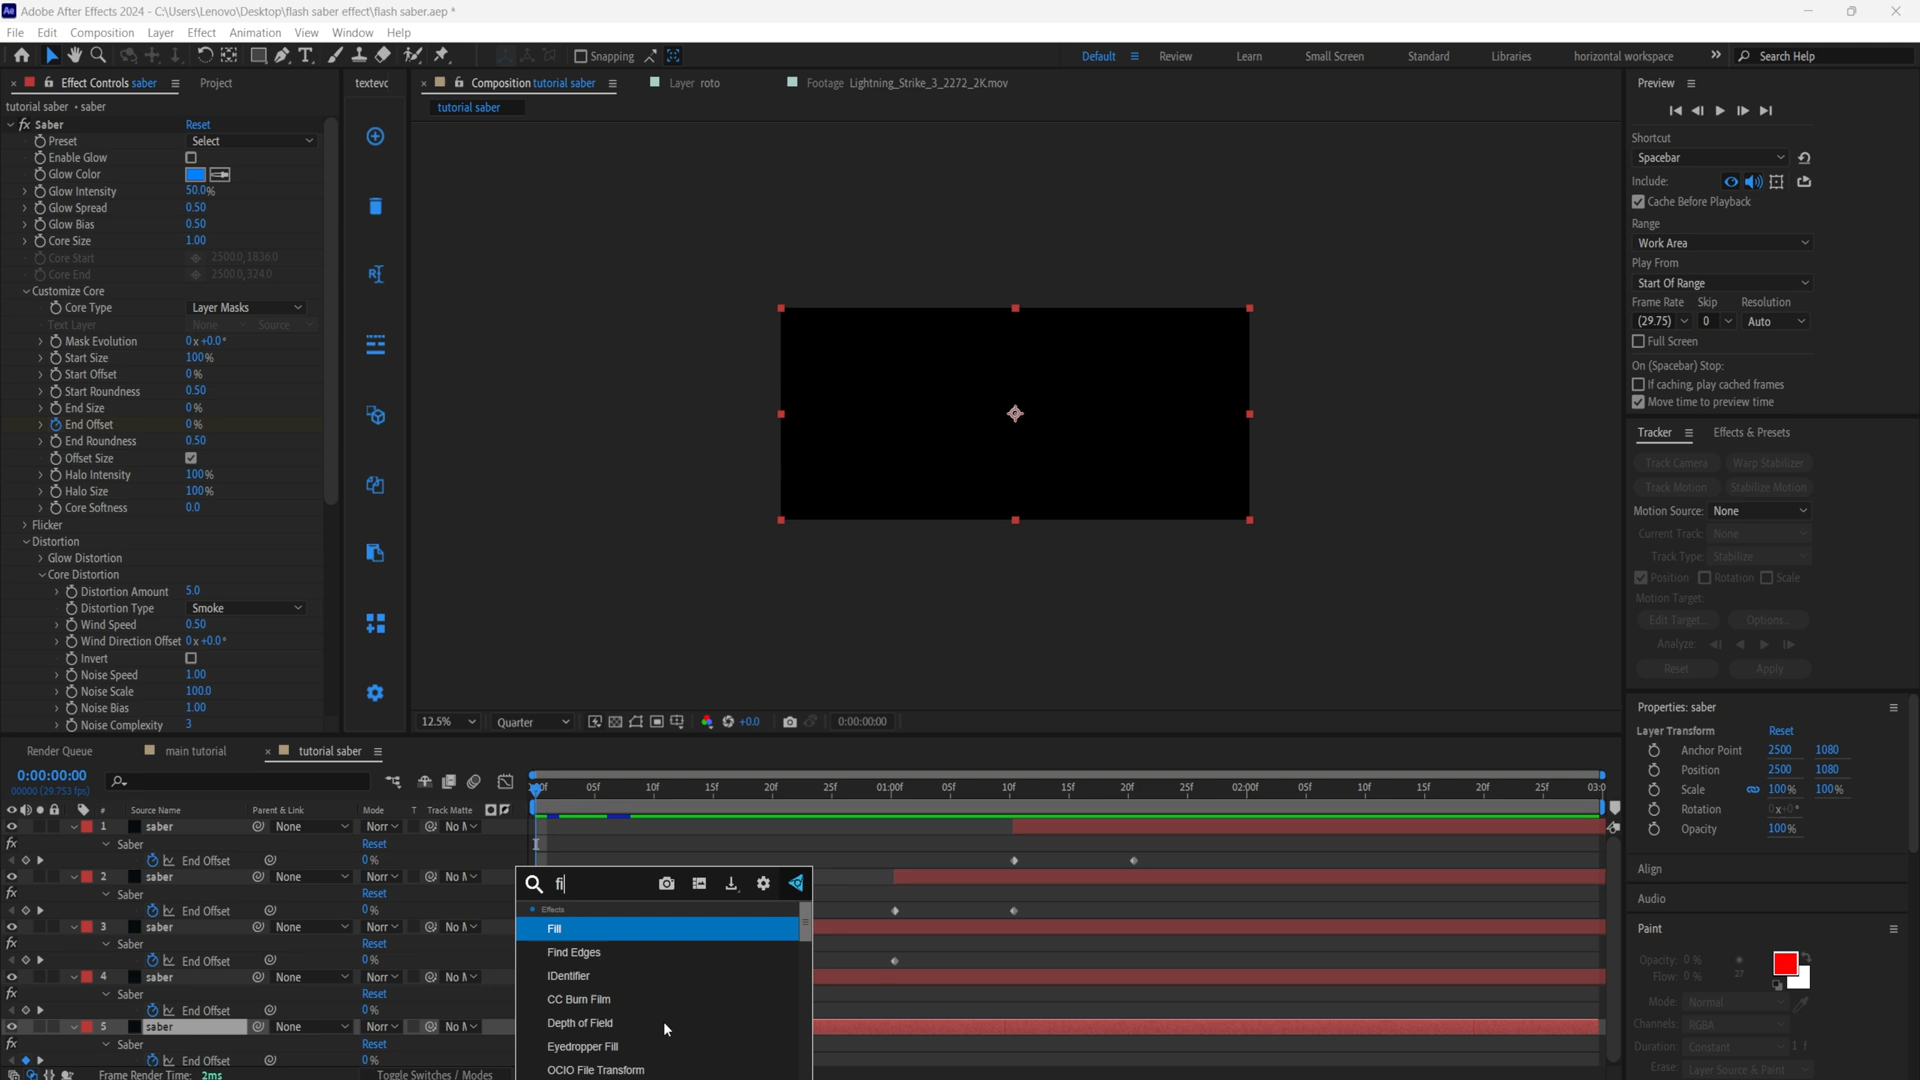 Adobe After Effects 2024 - C:\Users\Lenovo\Desktop\flash saber effect\flash saber.aep *
File Edit Composition Layer Effect Animation View Window Help
Snapping Default Review Learn Small Screen Standard Libraries horizontal workspace Search Help
Effect Controls saber Project
tutorial saber • saber
fx Saber Reset
Preset Select
Enable Glow
Glow Color
Glow Intensity 50.0%
Glow Spread 0.50
Glow Bias 0.50
Core Size 1.00
Core Start 2500.0,1836.0
Core End 2500.0,324.0
Customize Core
Core Type Layer Masks
Text Layer None Source
Mask Evolution 0x+0.0°
Start Size 100%
Start Offset 0%
Start Roundness 0.50
End Size 0%
End Offset 0%
End Roundness 0.50
Offset Size
Halo Intensity 100%
Halo Size 100%
Core Softness 0.0
Flicker
Distortion
Glow Distortion
Core Distortion
Distortion Amount 5.0
Distortion Type Smoke
Wind Speed 0.50
Wind Direction Offset 0x+0.0°
Invert
Noise Speed 1.00
Noise Scale 100.0
Noise Bias 1.00
Noise Complexity 3
textevo
Composition tutorial saber Layer roto Footage Lightning_Strike_3_2272_2K.mov
tutorial saber
12.5% Quarter +0.0 0:00:00:00
Preview
Shortcut
Spacebar
Include:
Cache Before Playback
Range
Work Area
Play From
Start Of Range
Frame Rate Skip Resolution
(29.75) 0 Auto
Full Screen
On (Spacebar) Stop:
If caching, play cached frames
Move time to preview time
Tracker Effects & Presets
Track Camera Warp Stabilizer
Track Motion Stabilize Motion
Motion Source: None
Current Track: None
Track Type: Stabilize
Position Rotation Scale
Motion Target:
Edit Target... Options...
Analyze:
Reset Apply
Properties: saber
Layer Transform Reset
Anchor Point 2500 1080
Position 2500 1080
Scale 100% 100%
Rotation 0x+0°
Opacity 100%
Align
Audio
Paint
Opacity: 0 %
Flow: 0 % 27
Mode: Normal
Channels: RGBA
Duration: Constant 1 f
Erase: Layer Source & Paint
Render Queue main tutorial tutorial saber
0:00:00:00
00000 (29.753 fps)
:00f 05f 10f 15f 20f 25f 01:00f 05f 10f 15f 20f 25f 02:00f 05f 10f 15f 20f 25f 03:0
# Source Name Parent & Link Mode T Track Matte
1 saber None Norr No M
fx Saber Reset
End Offset 0%
2 saber None Norr No M
fx Saber Reset
End Offset 0%
3 saber None Norr No M
fx Saber Reset
End Offset 0%
4 saber None Norr No M
fx Saber Reset
End Offset 0%
5 saber None Norr No M
fx Saber Reset
End Offset 0%
Frame Render Time: 2ms Toggle Switches / Modes
fi
Effects
Fill
Find Edges
IDentifier
CC Burn Film
Depth of Field
Eyedropper Fill
OCIO File Transform